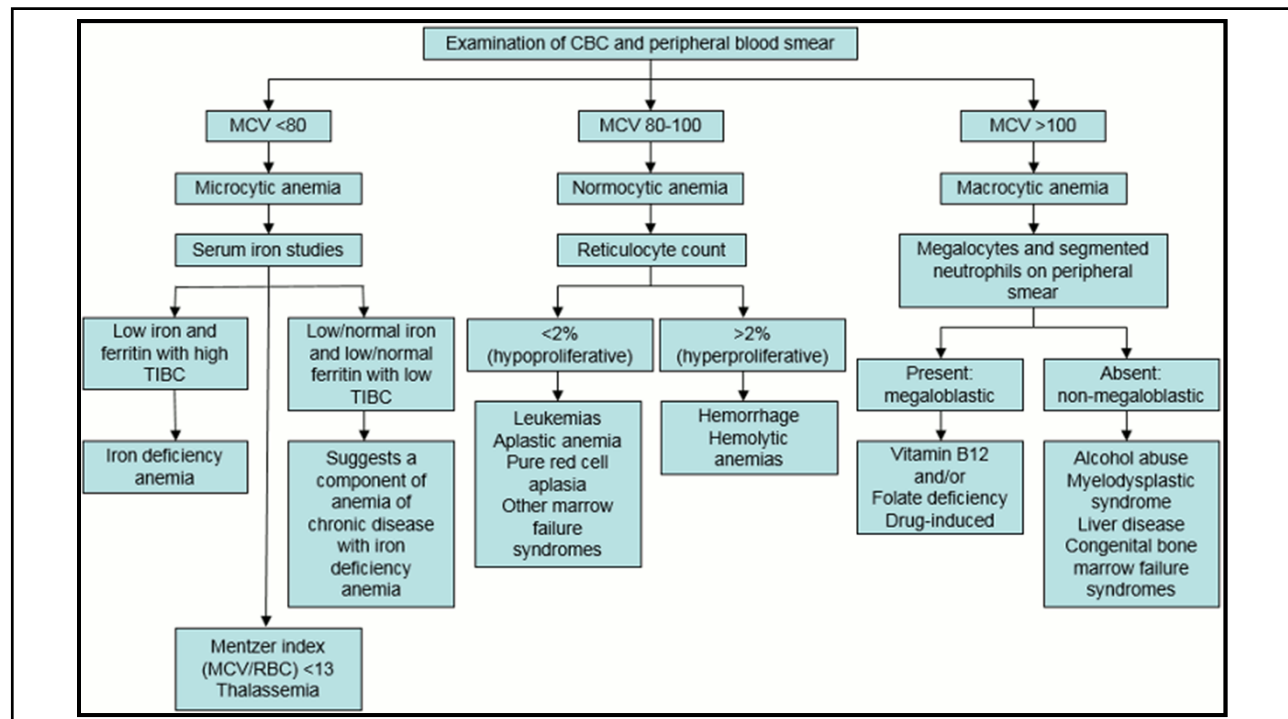 Examination of CBC and peripheral blood smear
MCV <80
MCV 80-100
MCV >100
Microcytic anemia
Normocytic anemia
Macrocytic anemia
Serum iron studies
Reticulocyte count
Megalocytes and segmented
neutrophils on peripheral
smear
Low iron and
ferritin with high
TIBC
Low/normal iron
and low/normal
ferritin with low
TIBC
<2%
(hypoproliferative)
>2%
(hyperproliferative)
Present:
megaloblastic
Absent:
non-megaloblastic
Iron deficiency
anemia
Suggests a
component of
anemia of
chronic disease
with iron
deficiency
anemia
Leukemias
Aplastic anemia
Pure red cell
aplasia
Other marrow
failure
syndromes
Hemorrhage
Hemolytic
anemias
Vitamin B12
and/or
Folate deficiency
Drug-induced
Alcohol abuse
Myelodysplastic
syndrome
Liver disease
Congenital bone
marrow failure
syndromes
Mentzer index
(MCV/RBC) <13
Thalassemia